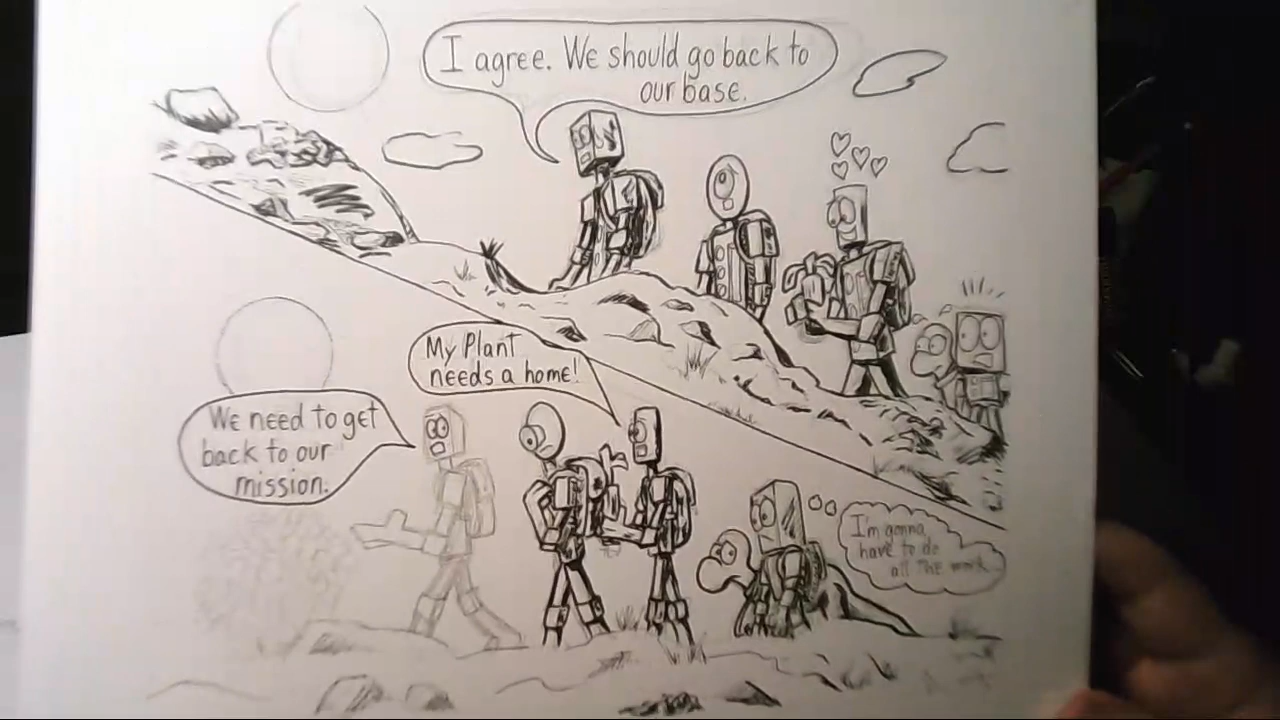 I agree. We should go back to
our base.
My Plant
needs a home!
We need to get
back to our
mission.
I'm gonna
have to do
all the work